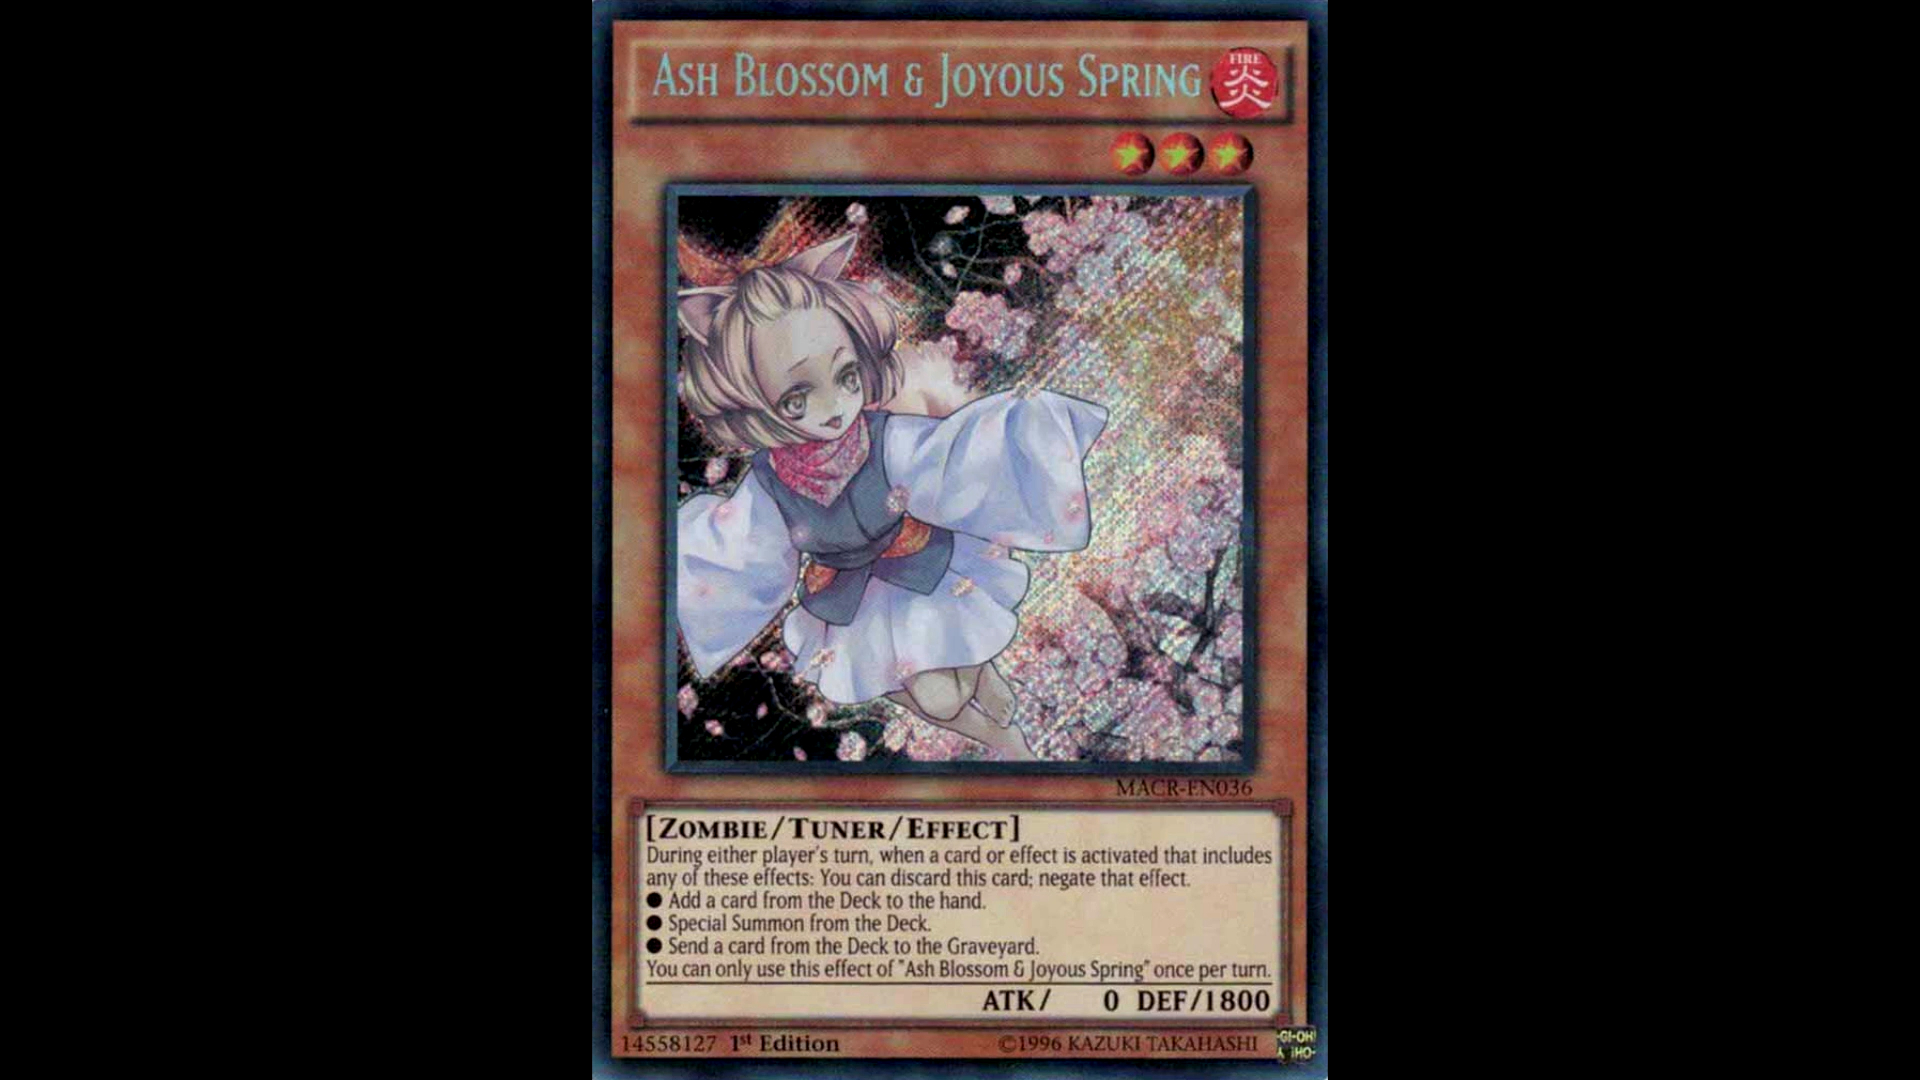 ASH BLOSSOM & JOYOUS SPRING
FIRE
炎
MACR-EN036
[ZOMBIE/TUNER/EFFECT]
During either player's turn, when a card or effect is activated that includes
any of these effects: You can discard this card; negate that effect.
● Add a card from the Deck to the hand.
● Special Summon from the Deck.
● Send a card from the Deck to the Graveyard.
You can only use this effect of "Ash Blossom & Joyous Spring" once per turn.
ATK/ 0 DEF/1800
14558127 1st Edition ©1996 KAZUKI TAKAHASHI